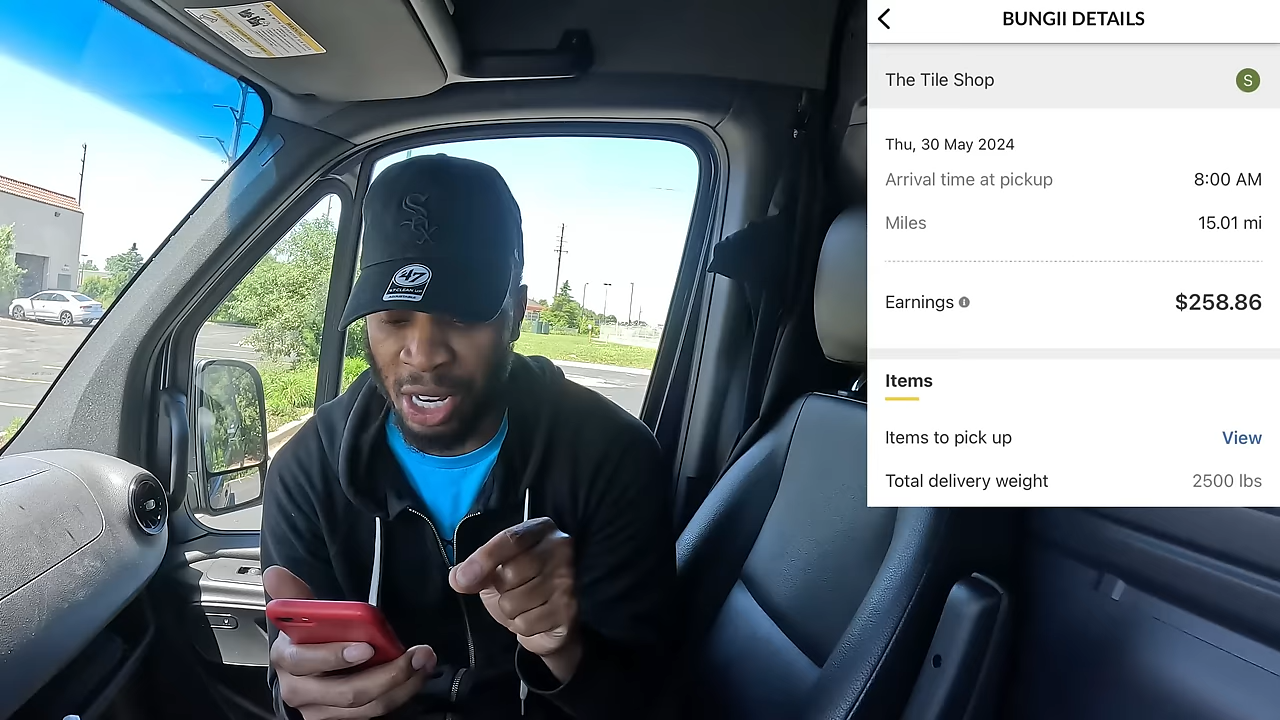 BUNGII DETAILS
The Tile Shop
S
Thu, 30 May 2024
Arrival time at pickup 8:00 AM
Miles 15.01 mi
Earnings $258.86
Items
Items to pick up View
Total delivery weight 2500 lbs
SOX
47